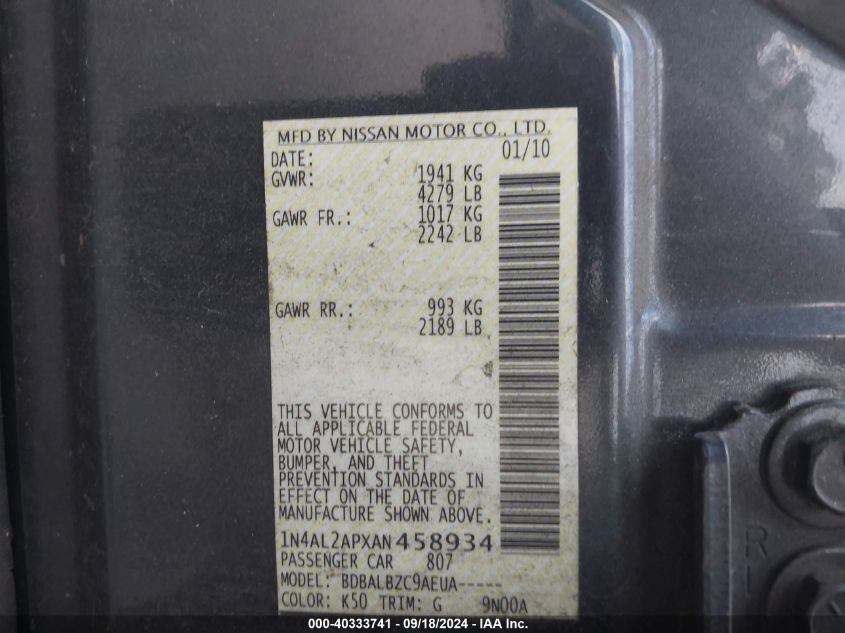 MFD BY NISSAN MOTOR CO., LTD.
DATE: 01/10
GVWR: 1941 KG
4279 LB
GAWR FR.: 1017 KG
2242 LB
GAWR RR.: 993 KG
2189 LB
THIS VEHICLE CONFORMS TO
ALL APPLICABLE FEDERAL
MOTOR VEHICLE SAFETY,
BUMPER, AND THEFT
PREVENTION STANDARDS IN
EFFECT ON THE DATE OF
MANUFACTURE SHOWN ABOVE.
1N4AL2APXAN458934
PASSENGER CAR 807
MODEL: BDBALBZC9AEUA-----
COLOR: K50 TRIM: G 9N00A
R
L
000-40333741 - 09/18/2024 - IAA Inc.